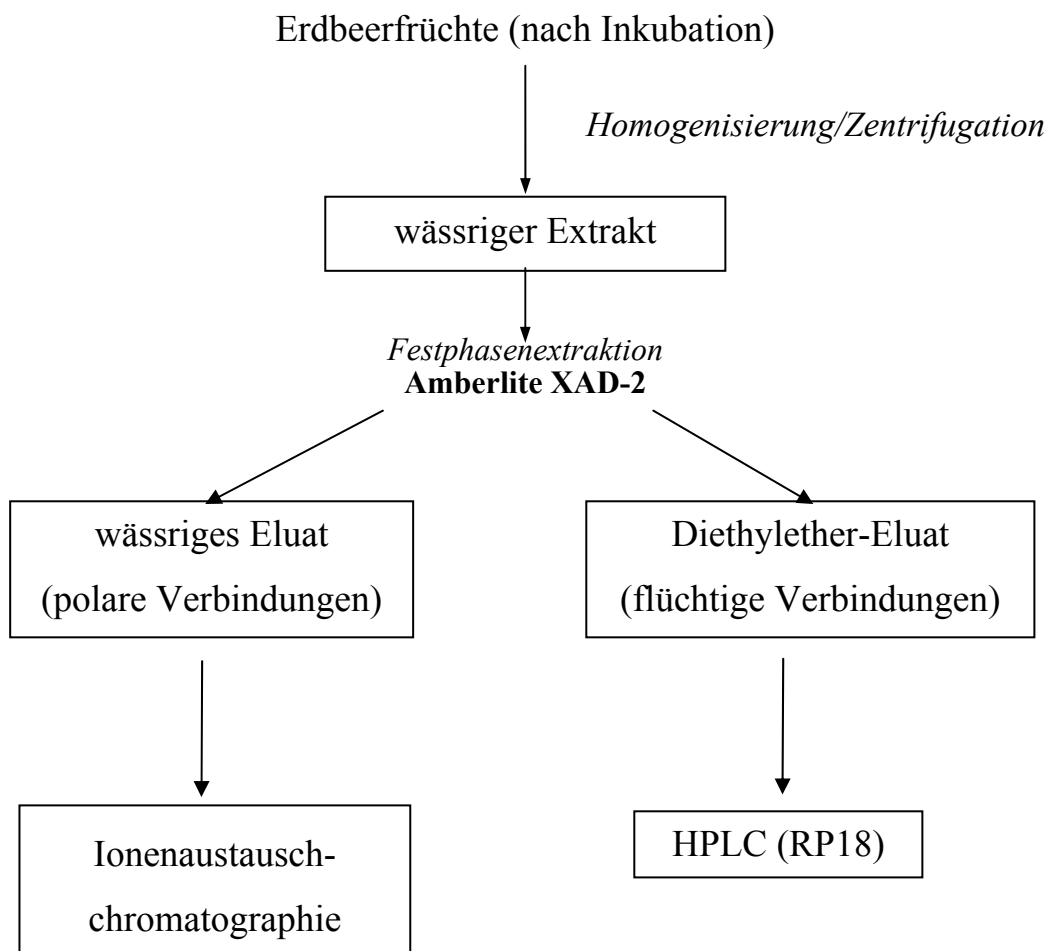 Erdbeerfrüchte (nach Inkubation)
Homogenisierung/Zentrifugation
wässriger Extrakt
Festphasenextraktion
Amberlite XAD-2
wässriges Eluat
(polare Verbindungen)
Diethylether-Eluat
(flüchtige Verbindungen)
Ionenaustausch-
chromatographie
HPLC (RP18)